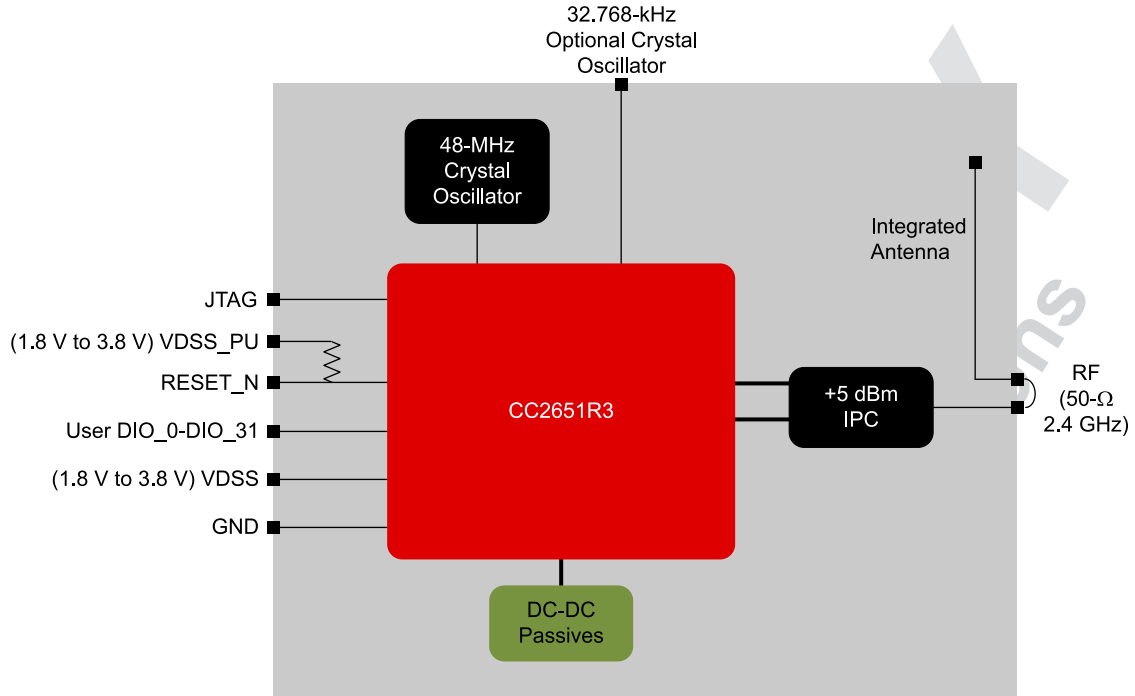 32.768-kHz
Optional Crystal
Oscillator
48-MHz
Crystal
Oscillator
Integrated
Antenna
JTAG
(1.8 V to 3.8 V) VDSS_PU
RESET_N
User DIO_0-DIO_31
(1.8 V to 3.8 V) VDSS
GND
CC2651R3
+5 dBm
IPC
RF
(50-Ω
2.4 GHz)
DC-DC
Passives